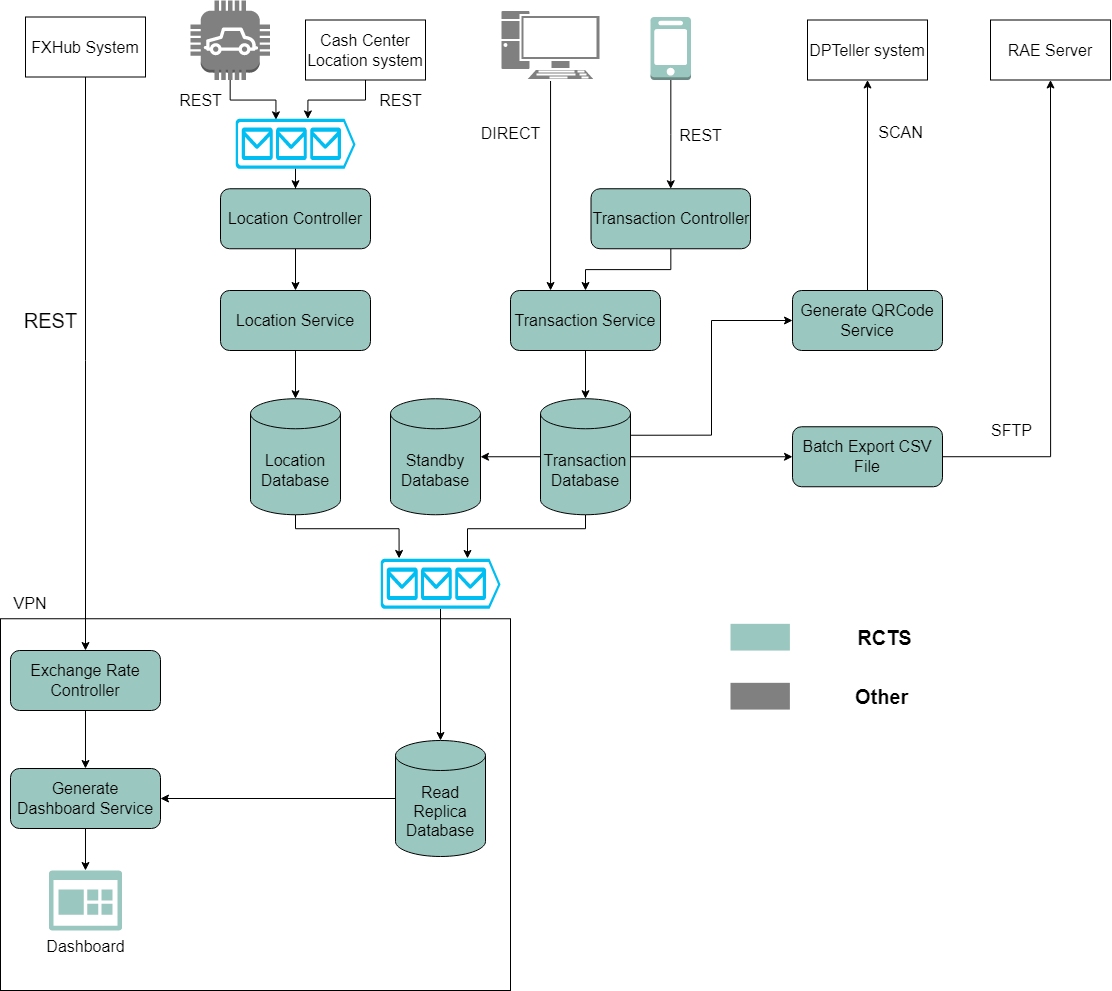 FXHub System
Cash Center
Location system
DPTeller system
RAE Server
REST
REST
DIRECT
REST
SCAN
Location Controller
Transaction Controller
REST
Location Service
Transaction Service
Generate QRCode
Service
Location
Database
Standby
Database
Transaction
Database
Batch Export CSV
File
SFTP
VPN
RCTS
Exchange Rate
Controller
Other
Generate
Dashboard Service
Read
Replica
Database
Dashboard